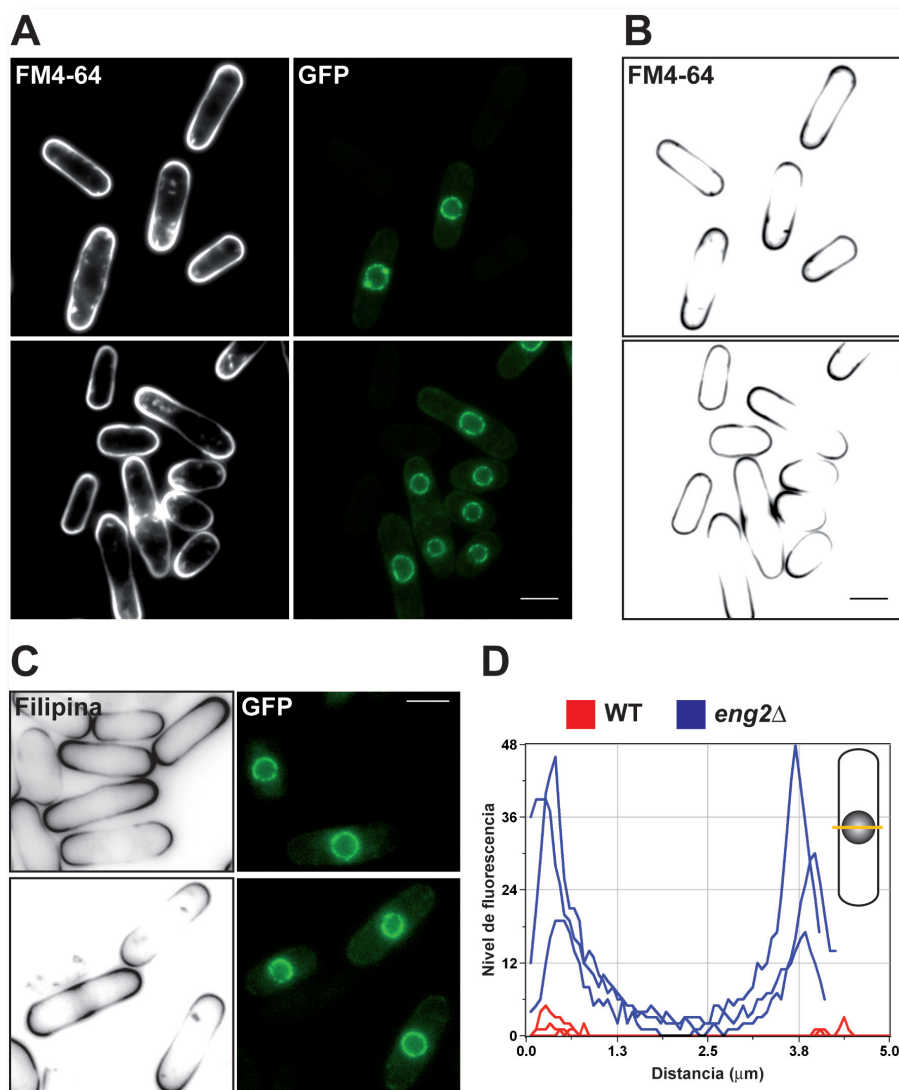 A
B
FM4-64
GFP
FM4-64
C
D
Filipina
GFP
WT
eng2Δ
48
36
24
12
0
Nivel de fluorescencia
0.0
1.3
2.5
3.8
5.0
Distancia (μm)